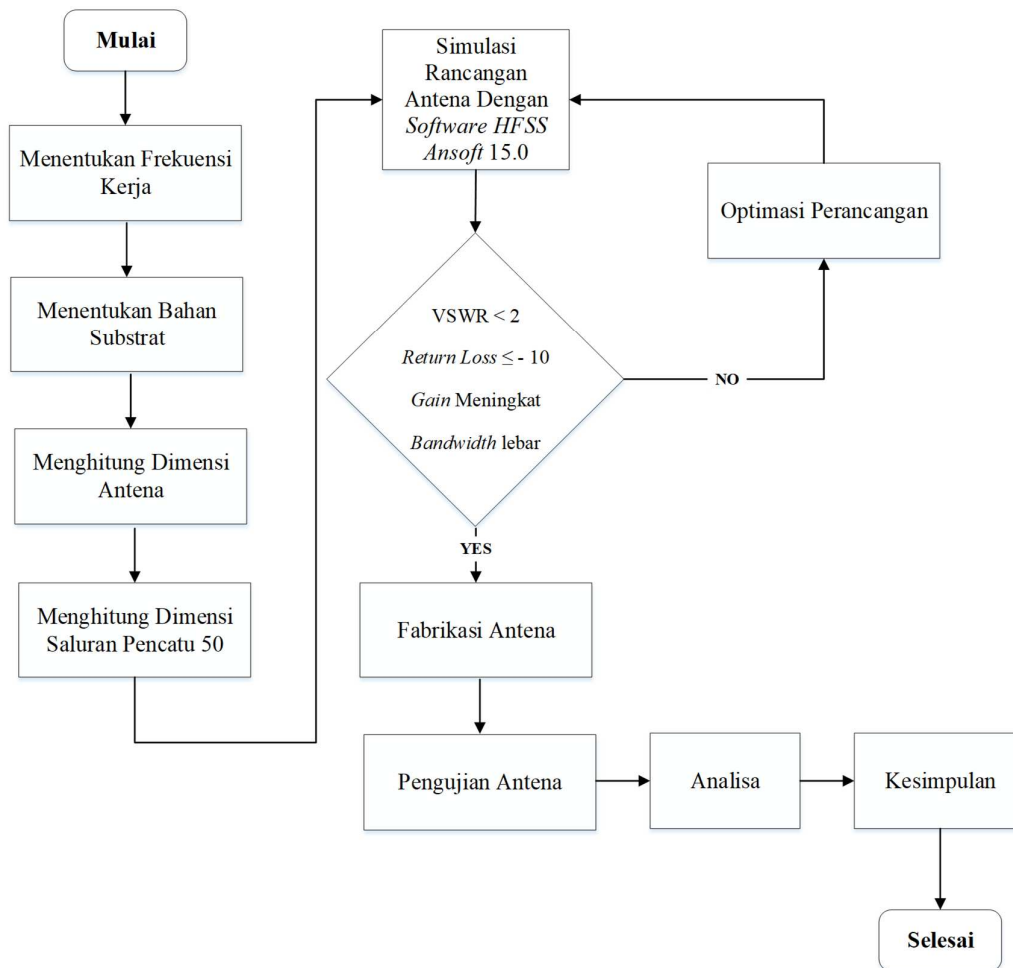 Mulai
Menentukan Frekuensi
Kerja
Menentukan Bahan
Substrat
Menghitung Dimensi
Antena
Menghitung Dimensi
Saluran Pencatu 50
Simulasi
Rancangan
Antena Dengan
Software HFSS
Ansoft 15.0
VSWR < 2
Return Loss ≤ - 10
Gain Meningkat
Bandwidth lebar
NO
Optimasi Perancangan
YES
Fabrikasi Antena
Pengujian Antena
Analisa
Kesimpulan
Selesai